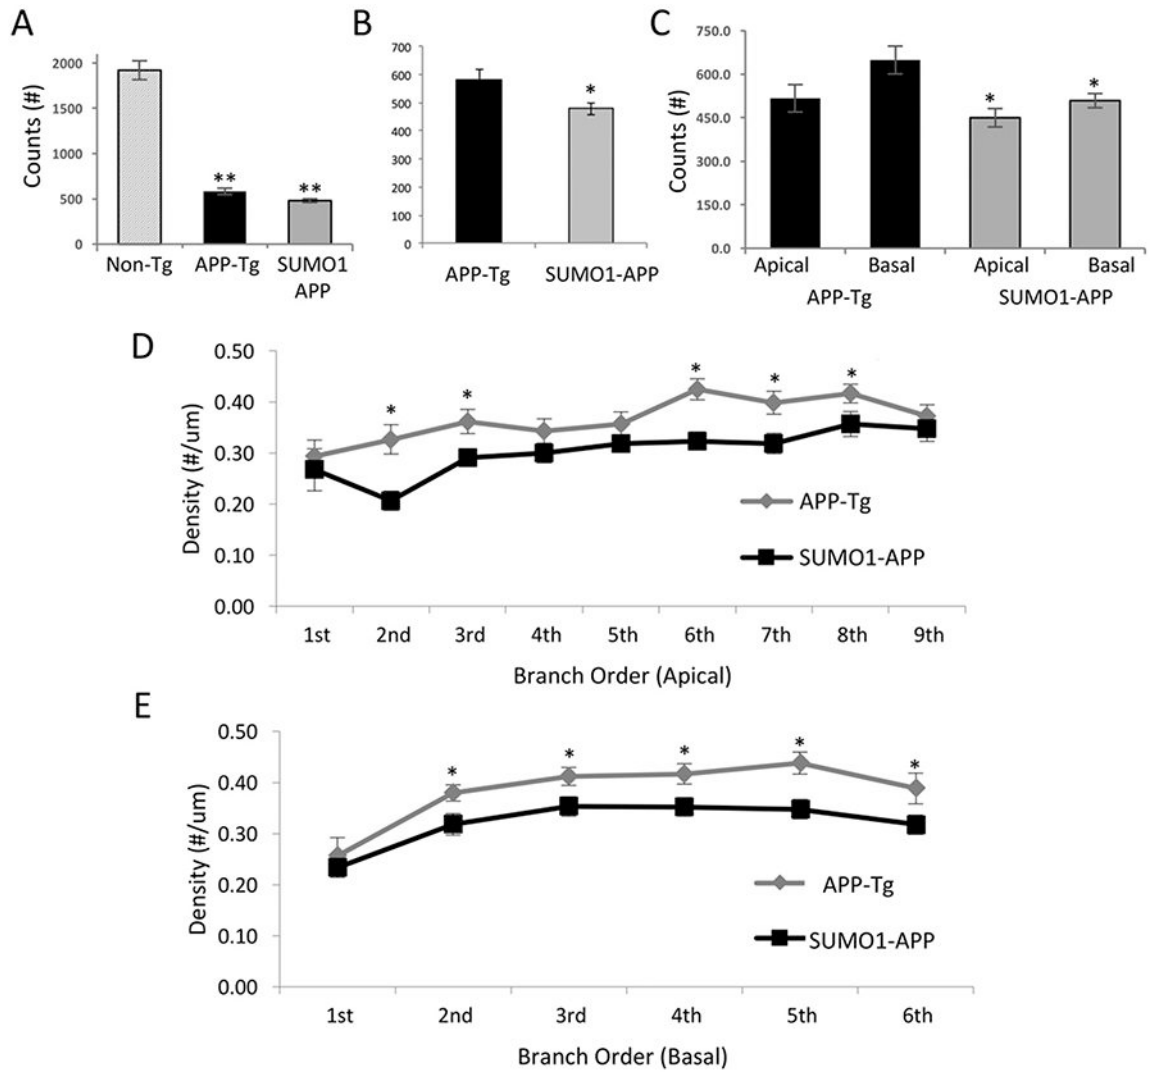 A
Counts (#)
2000
1500
1000
500
0
**
**
Non-Tg APP-Tg SUMO1
APP
B
700
600
500
400
300
200
100
0
*
APP-Tg SUMO1-APP
C
Counts (#)
750.0
600.0
450.0
300.0
150.0
0.0
* *
Apical Basal Apical Basal
APP-Tg SUMO1-APP
D
Density (#/um)
0.50
0.40
0.30
0.20
0.10
0.00
* * * * *
APP-Tg
SUMO1-APP
1st 2nd 3rd 4th 5th 6th 7th 8th 9th
Branch Order (Apical)
E
Density (#/um)
0.50
0.40
0.30
0.20
0.10
0.00
* * * * *
APP-Tg
SUMO1-APP
1st 2nd 3rd 4th 5th 6th
Branch Order (Basal)